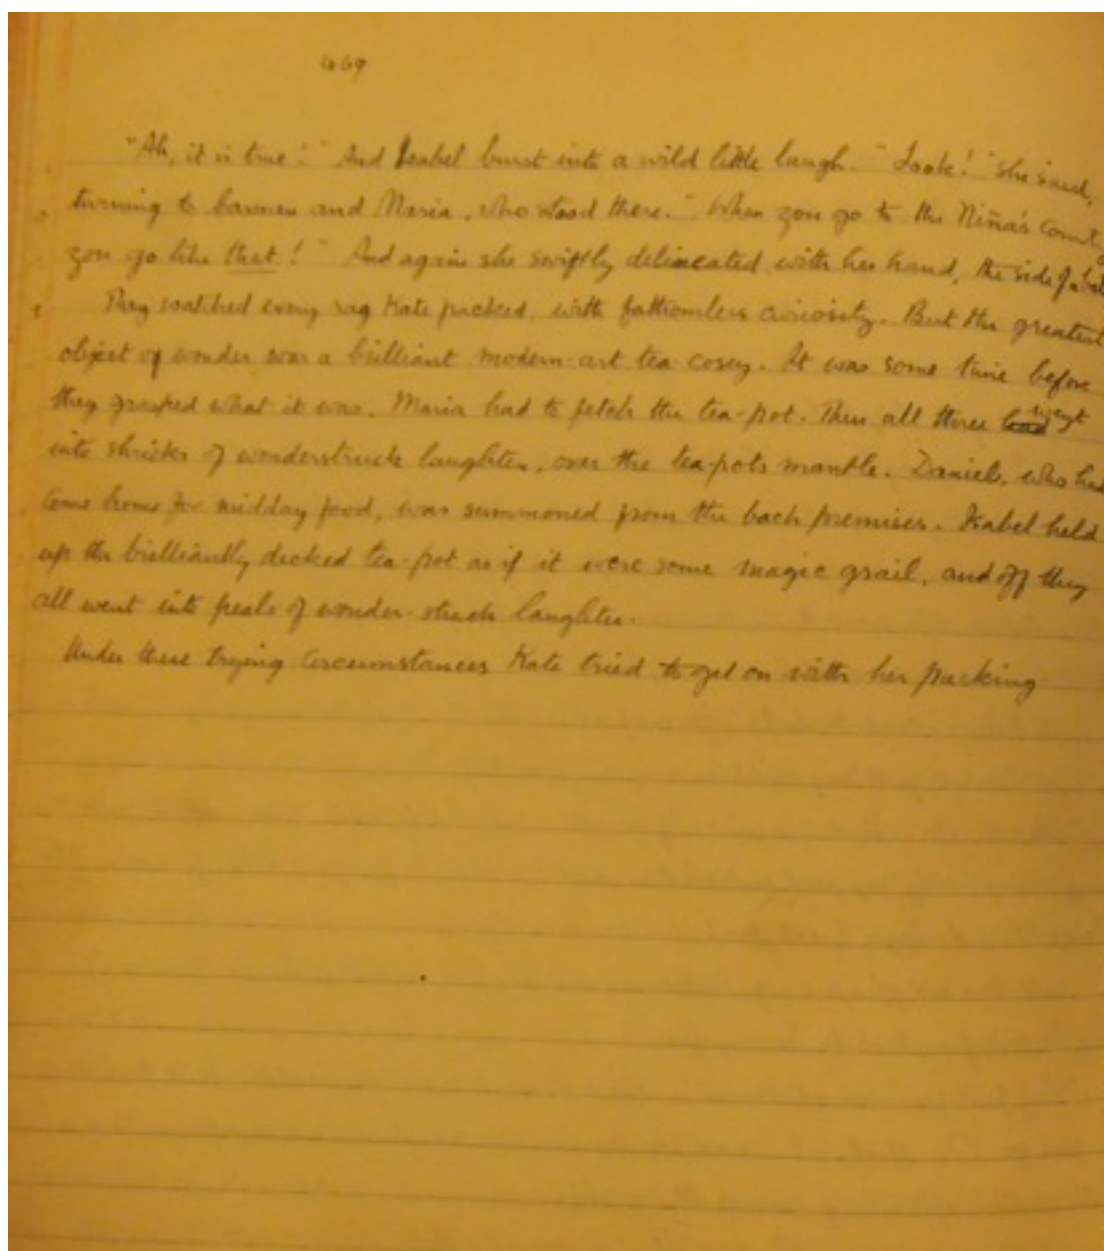 469
"Ah, it is true!" And Isabel burst into a wild little laugh. "Look!" she said,
turning to Carmen and Maria, who stood there. "When you go to the Niña's country
you go like that!" And again she swiftly delineated, with her hand, the side of a ball
They watched every rag Kate packed, with fathomless curiosity. But the greatest
object of wonder was a brilliant modern-art tea-cosey. It was some time before
they grasped what it was. Maria had to fetch the tea-pot. Then all three went
into shrieks of wonderstruck laughter, over the tea-pots mantle. Daniel, who had
come home for midday food, was summoned from the back premises. Isabel held
up the brilliantly decked tea-pot as if it were some magic grail, and off they
all went into peals of wonder-struck laughter.
Under these trying circumstances Kate tried to get on with her packing